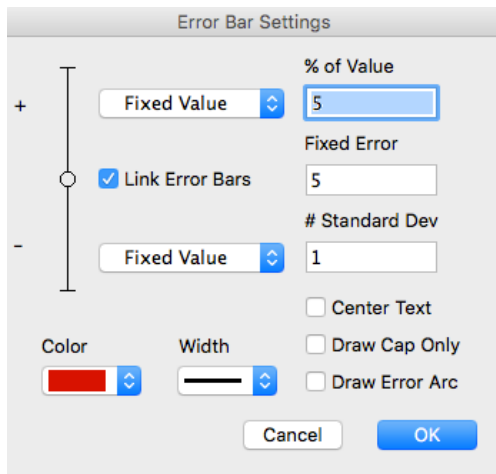 Error Bar Settings
% of Value
+
Fixed Value
5
Fixed Error
Link Error Bars
5
# Standard Dev
–
Fixed Value
1
Center Text
Color
Width
Draw Cap Only
Draw Error Arc
Cancel
OK